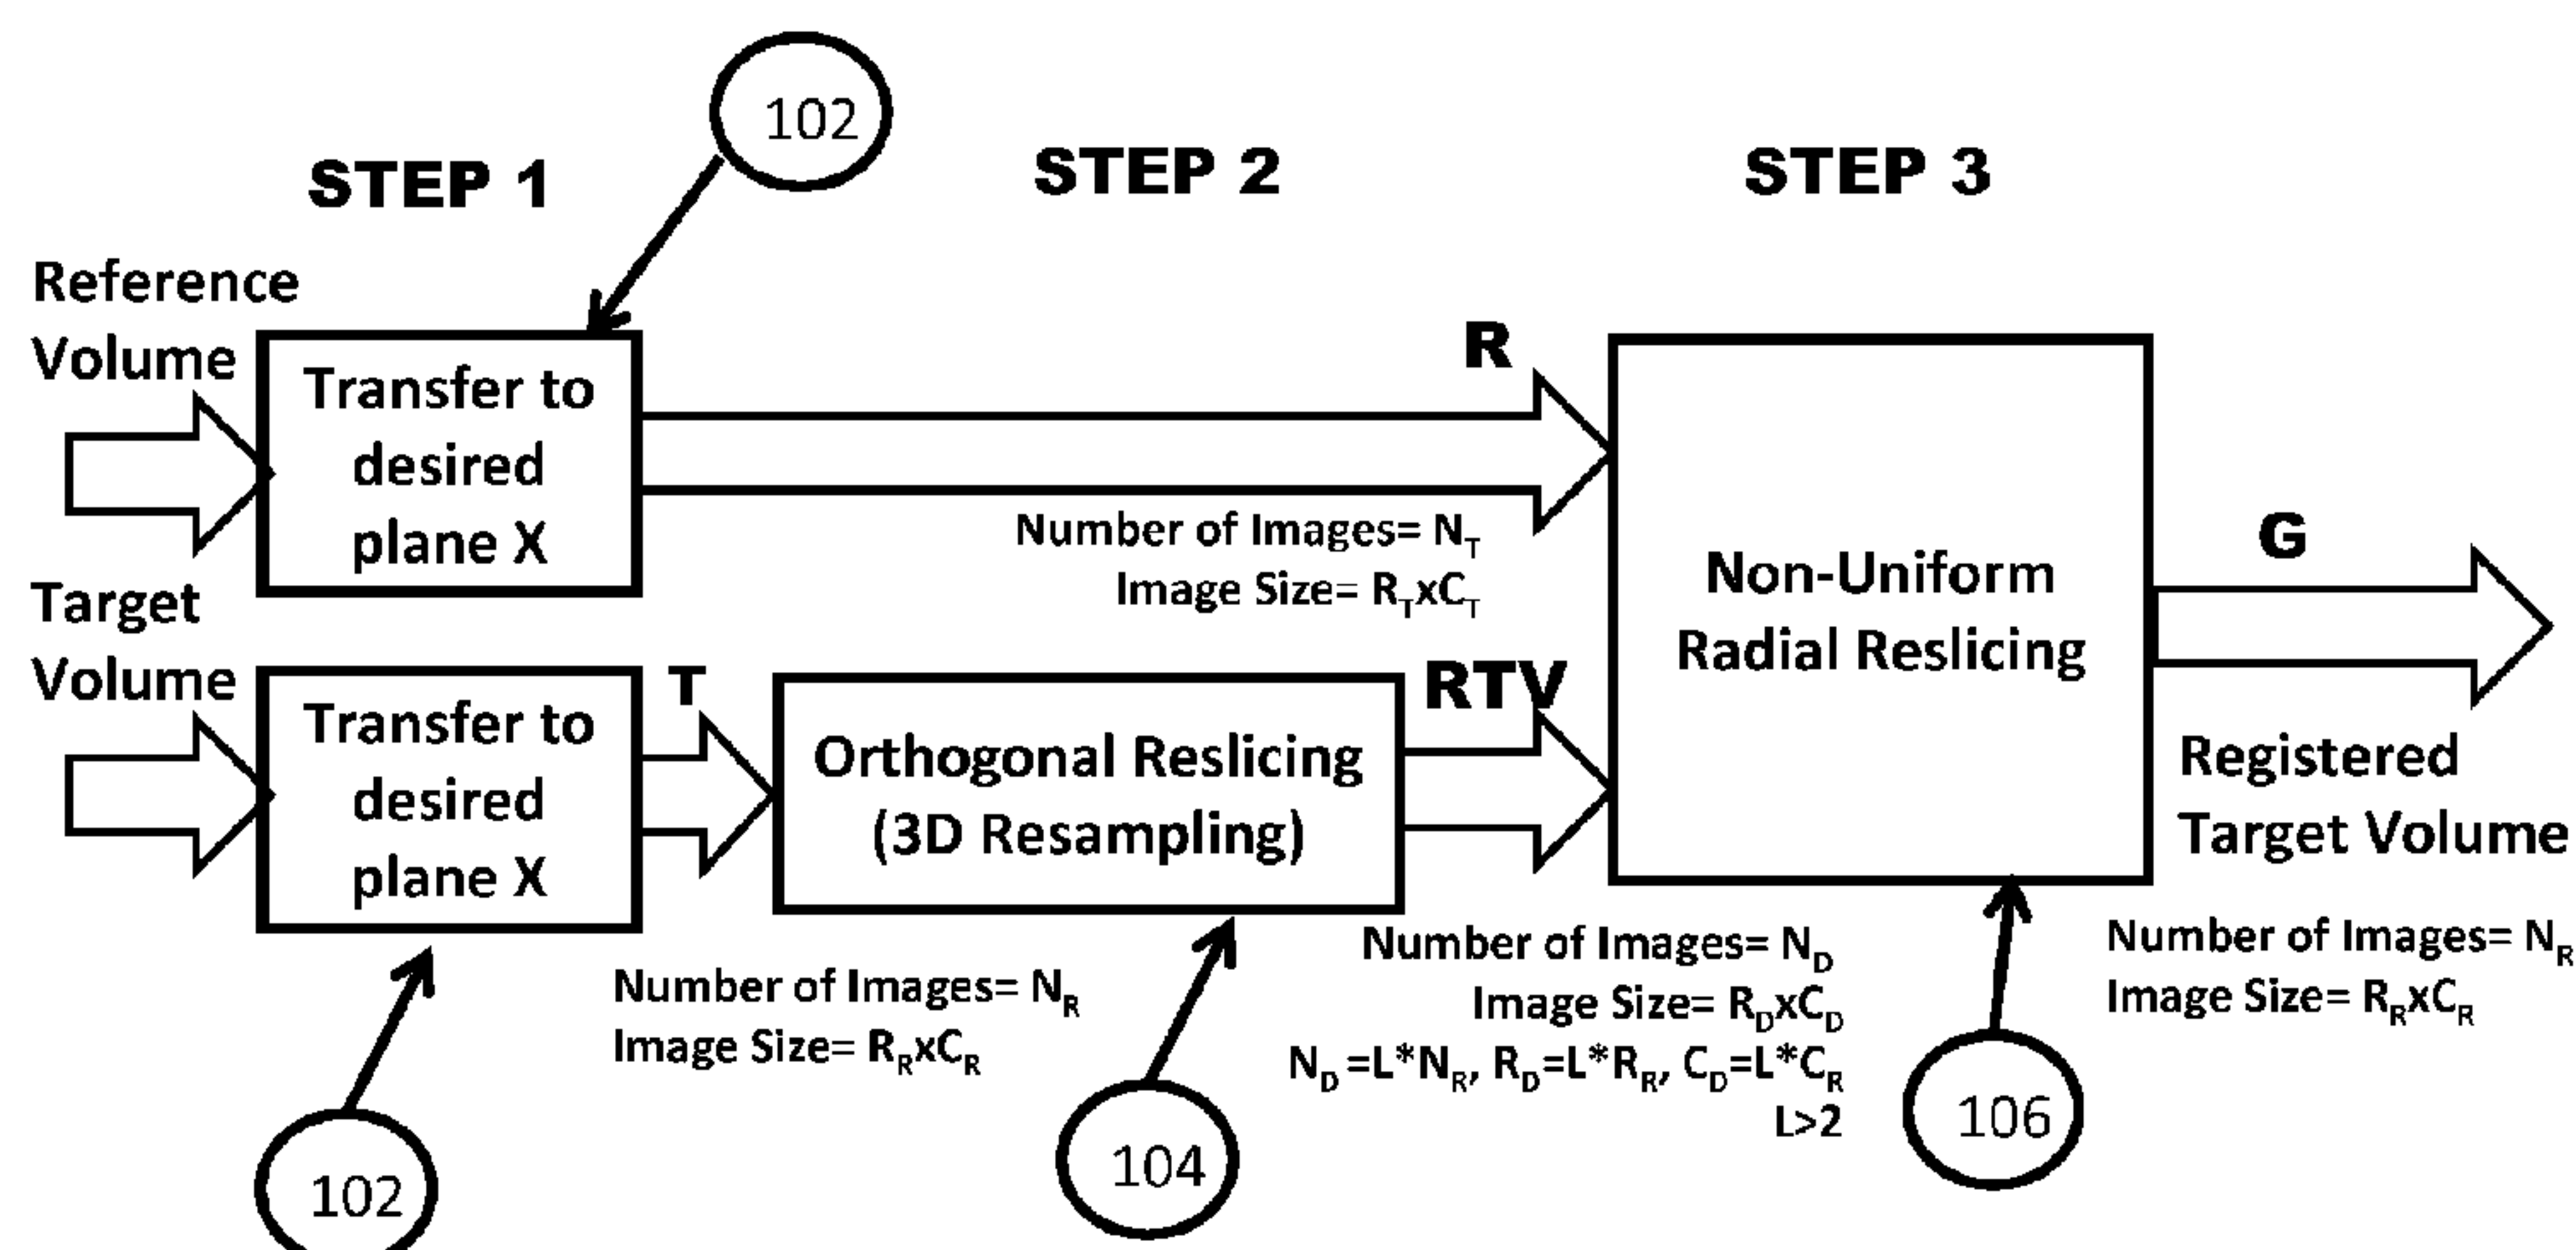 102
STEP 1
STEP 2
STEP 3
Reference
Volume
Transfer to
desired
plane X
R
Number of Images= N_T
Image Size= R_TxC_T
Target
Volume
Transfer to
desired
plane X
T
Orthogonal Reslicing
(3D Resampling)
RTV
Non-Uniform
Radial Reslicing
G
Registered
Target Volume
Number of Images= N_R
Image Size= R_RxC_R
Number of Images= N_D
Image Size= R_DxC_D
N_D=L*N_R, R_D=L*R_R, C_D=L*C_R
L>2
Number of Images= N_R
Image Size= R_RxC_R
102
104
106